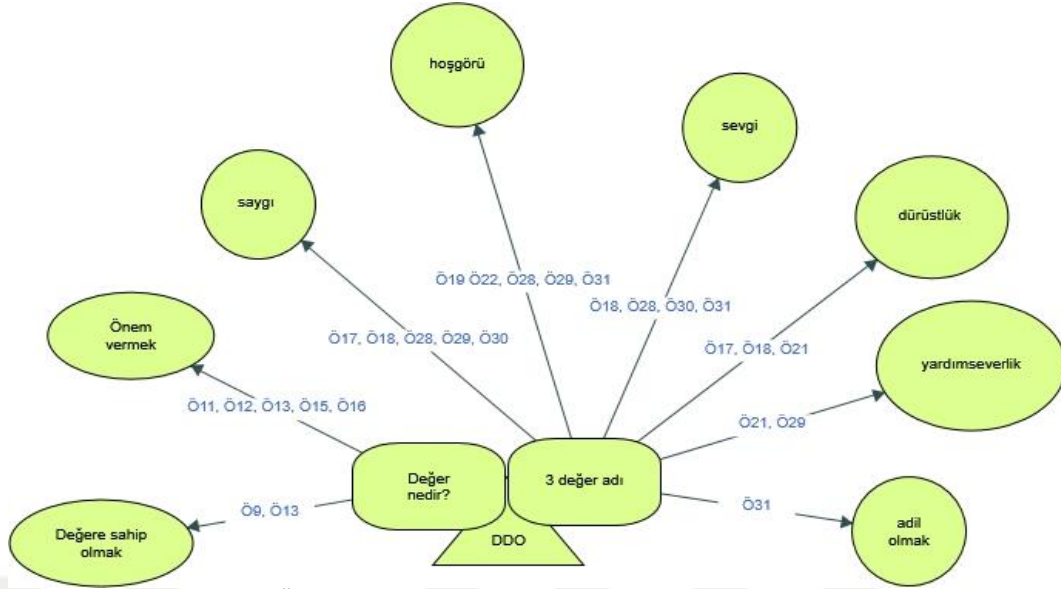 hoşgörü
sevgi
saygı
dürüstlük
Ö19 Ö22, Ö28, Ö29, Ö31
Ö18, Ö28, Ö30, Ö31
Önem
vermek
Ö17, Ö18, Ö28, Ö29, Ö30
Ö17, Ö18, Ö21
yardımseverlik
Ö11, Ö12, Ö13, Ö15, Ö16
Ö21, Ö29
Değer
nedir?
3 değer adı
Ö9, Ö13
Ö31
Değere sahip
olmak
DDO
adil
olmak